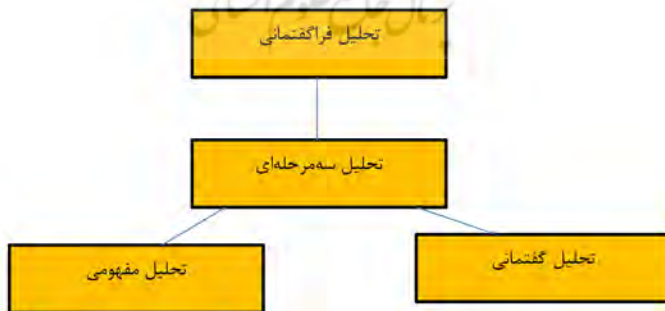 تحلیل فراگفتمانی
تحلیل سه‌مرحله‌ای
تحلیل گفتمانی
تحلیل مفهومی